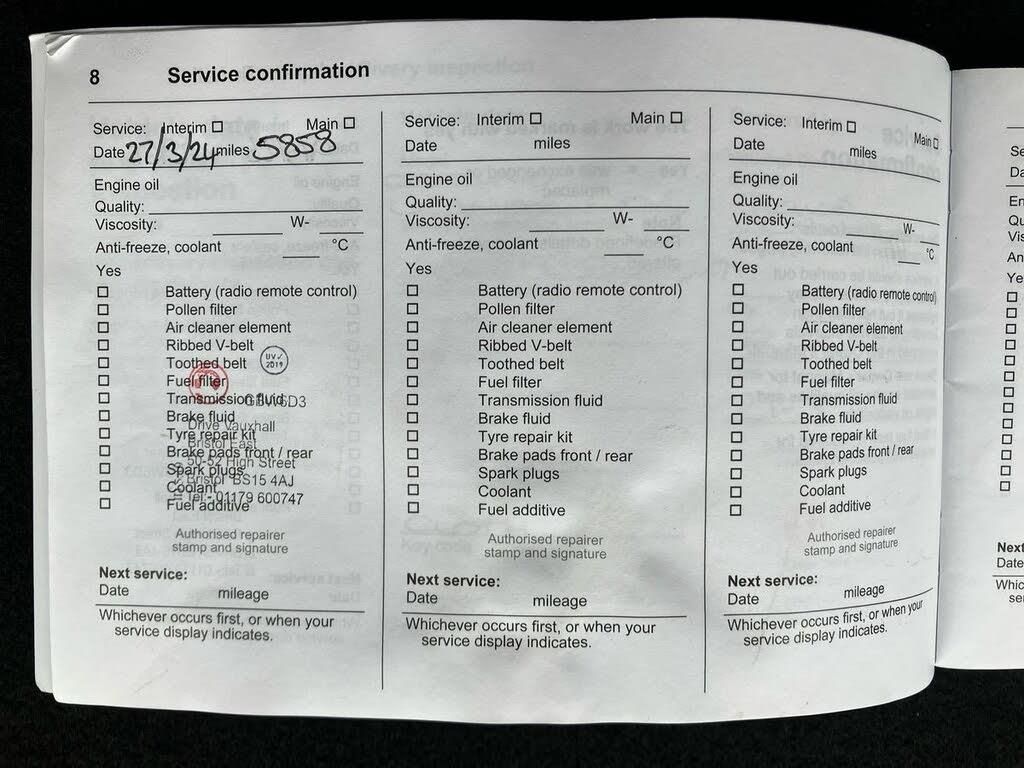 8 Service confirmation
Service: Interim ☐ Main ☐
Date 27/3/24 miles 5858
Engine oil
Quality:
Viscosity: W-
Anti-freeze, coolant °C
Yes
☐ Battery (radio remote control)
☐ Pollen filter
☐ Air cleaner element
☐ Ribbed V-belt
☐ Toothed belt
UV✓
2019
☐ Fuel filter
☐ Transmission fluid
☐ Brake fluid
Drive Vauxhall
☐ Tyre repair kit
Bristol East
☐ Brake pads front / rear
50-52 High Street
☐ Spark plugs
Bristol BS15 4AJ
☐ Coolant
Tel:- 01179 600747
☐ Fuel additive
Authorised repairer
stamp and signature
Next service:
Date mileage
Whichever occurs first, or when your
service display indicates.
Service: Interim ☐ Main ☐
Date miles
Engine oil
Quality:
Viscosity: W-
Anti-freeze, coolant °C
Yes
☐ Battery (radio remote control)
☐ Pollen filter
☐ Air cleaner element
☐ Ribbed V-belt
☐ Toothed belt
☐ Fuel filter
☐ Transmission fluid
☐ Brake fluid
☐ Tyre repair kit
☐ Brake pads front / rear
☐ Spark plugs
☐ Coolant
☐ Fuel additive
Authorised repairer
stamp and signature
Next service:
Date mileage
Whichever occurs first, or when your
service display indicates.
Service: Interim ☐ Main ☐
Date miles
Engine oil
Quality:
Viscosity: W-
Anti-freeze, coolant °C
Yes
☐ Battery (radio remote control)
☐ Pollen filter
☐ Air cleaner element
☐ Ribbed V-belt
☐ Toothed belt
☐ Fuel filter
☐ Transmission fluid
☐ Brake fluid
☐ Tyre repair kit
☐ Brake pads front / rear
☐ Spark plugs
☐ Coolant
☐ Fuel additive
Authorised repairer
stamp and signature
Next service:
Date mileage
Whichever occurs first, or when your
service display indicates.
Next
Date